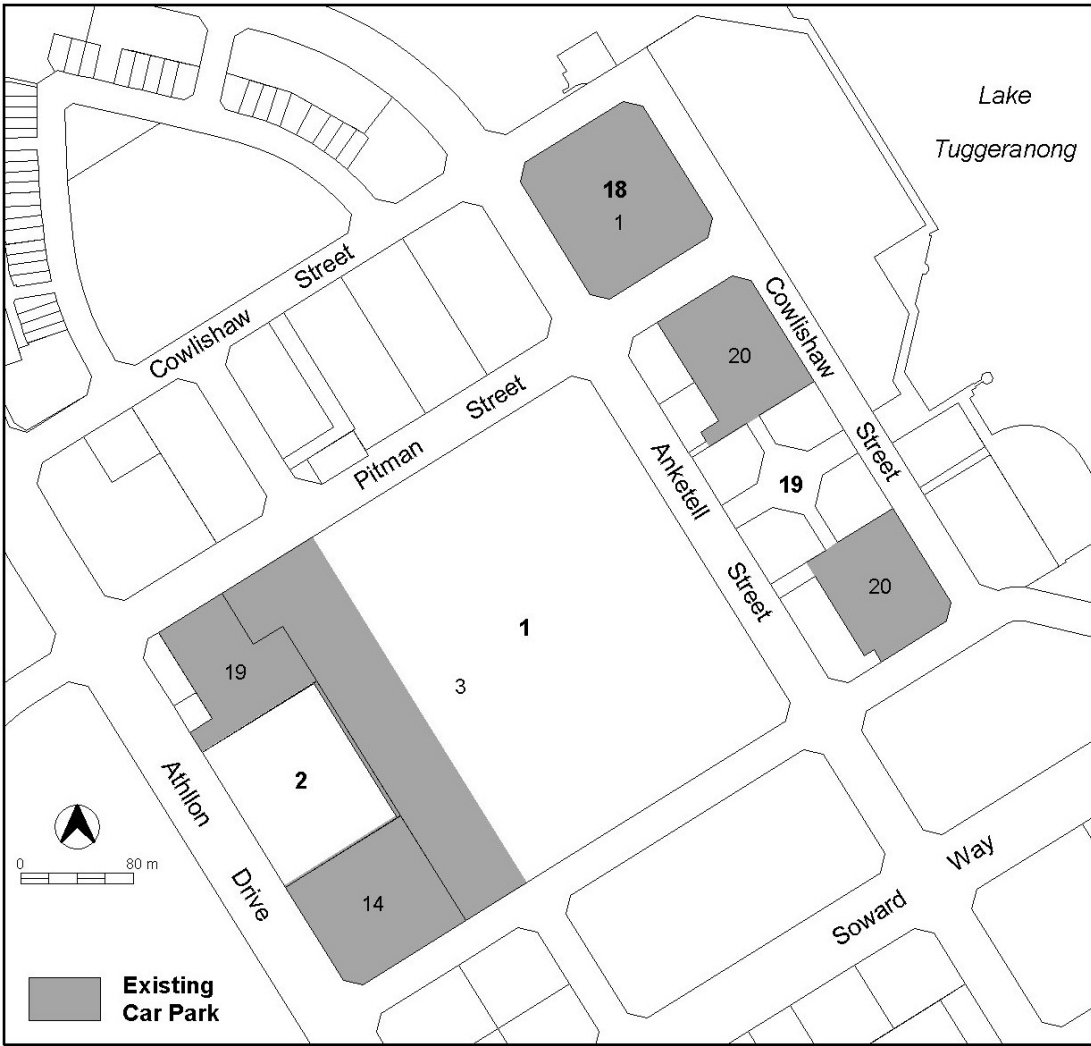 Lake
Tuggeranong
18
1
Cowlishaw
Street
Cowlishaw
Street
20
Pitman
Street
Anketell
Street
19
20
1
3
19
2
Athllon
Drive
14
0 80 m
Soward
Way
Existing
Car Park